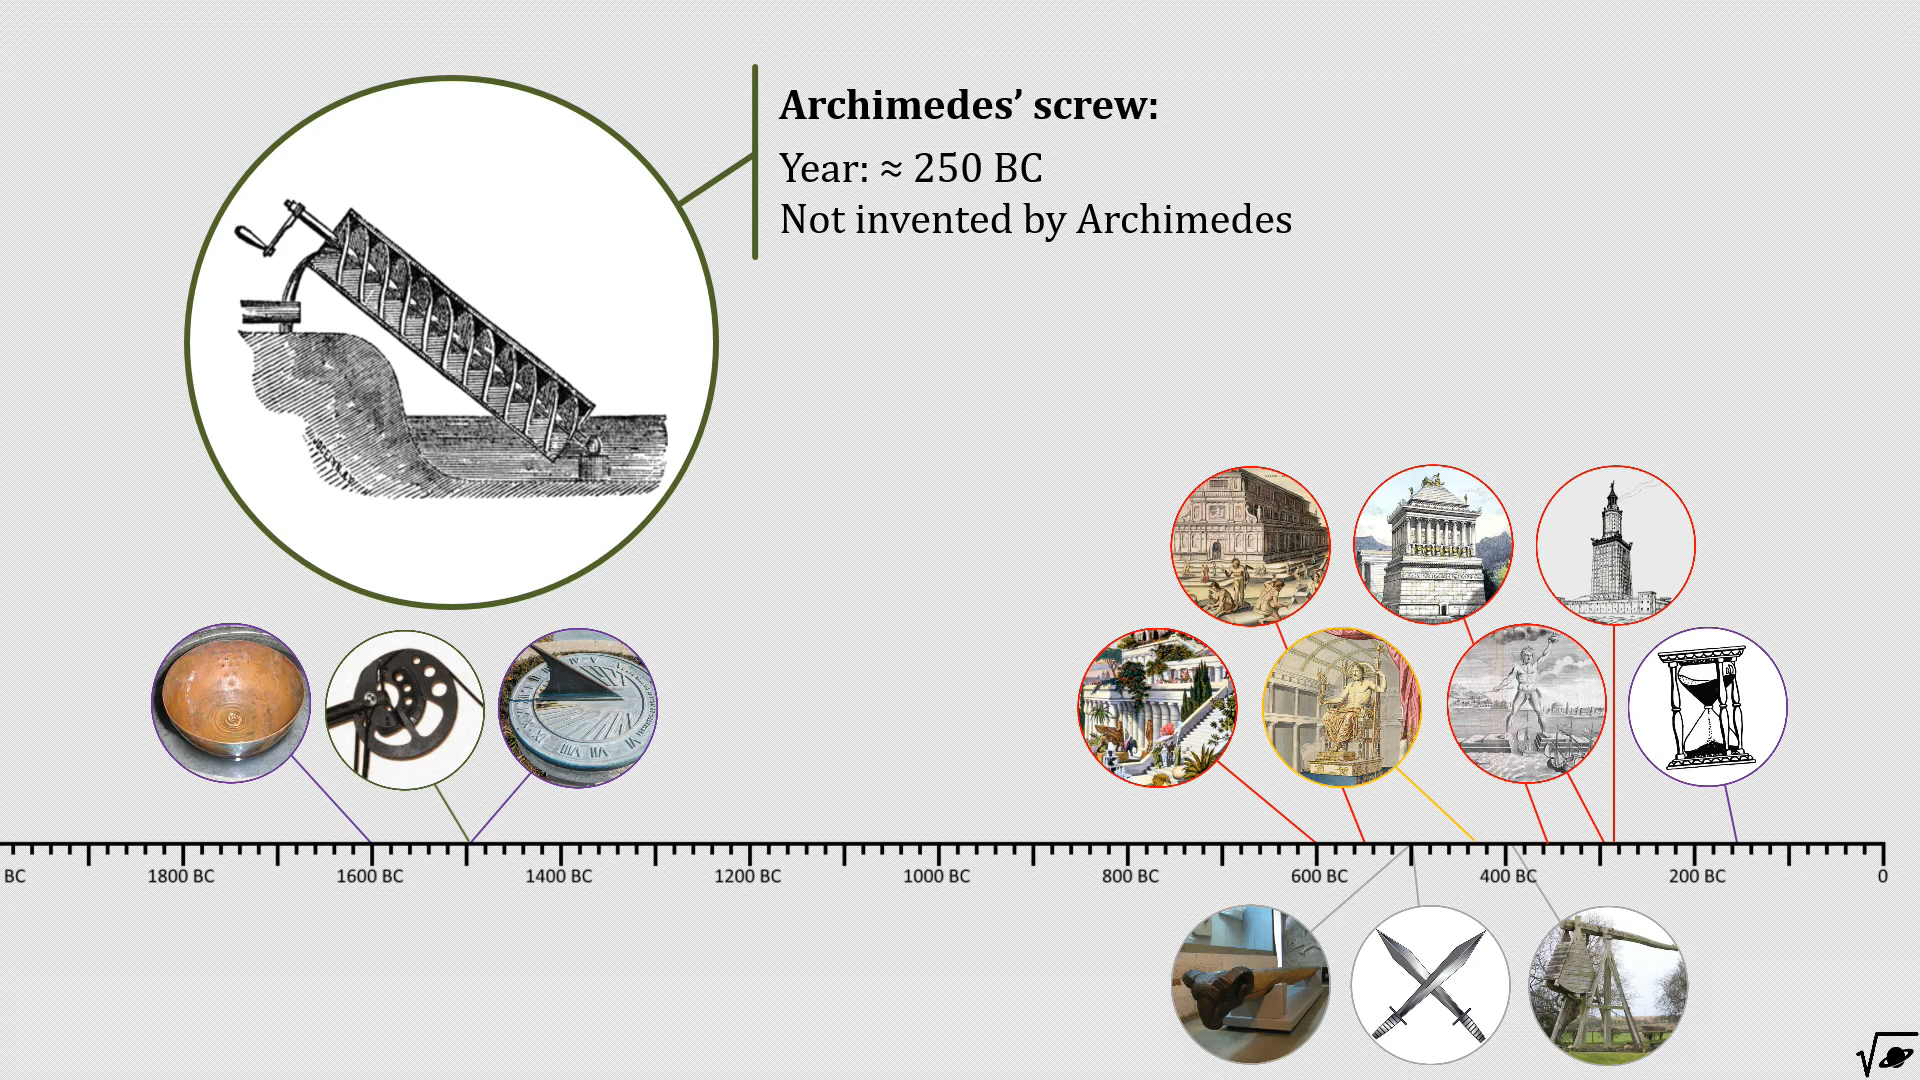 Archimedes’ screw:
Year: ≈ 250 BC
Not invented by Archimedes
BC 1800 BC 1600 BC 1400 BC 1200 BC 1000 BC 800 BC 600 BC 400 BC 200 BC 0